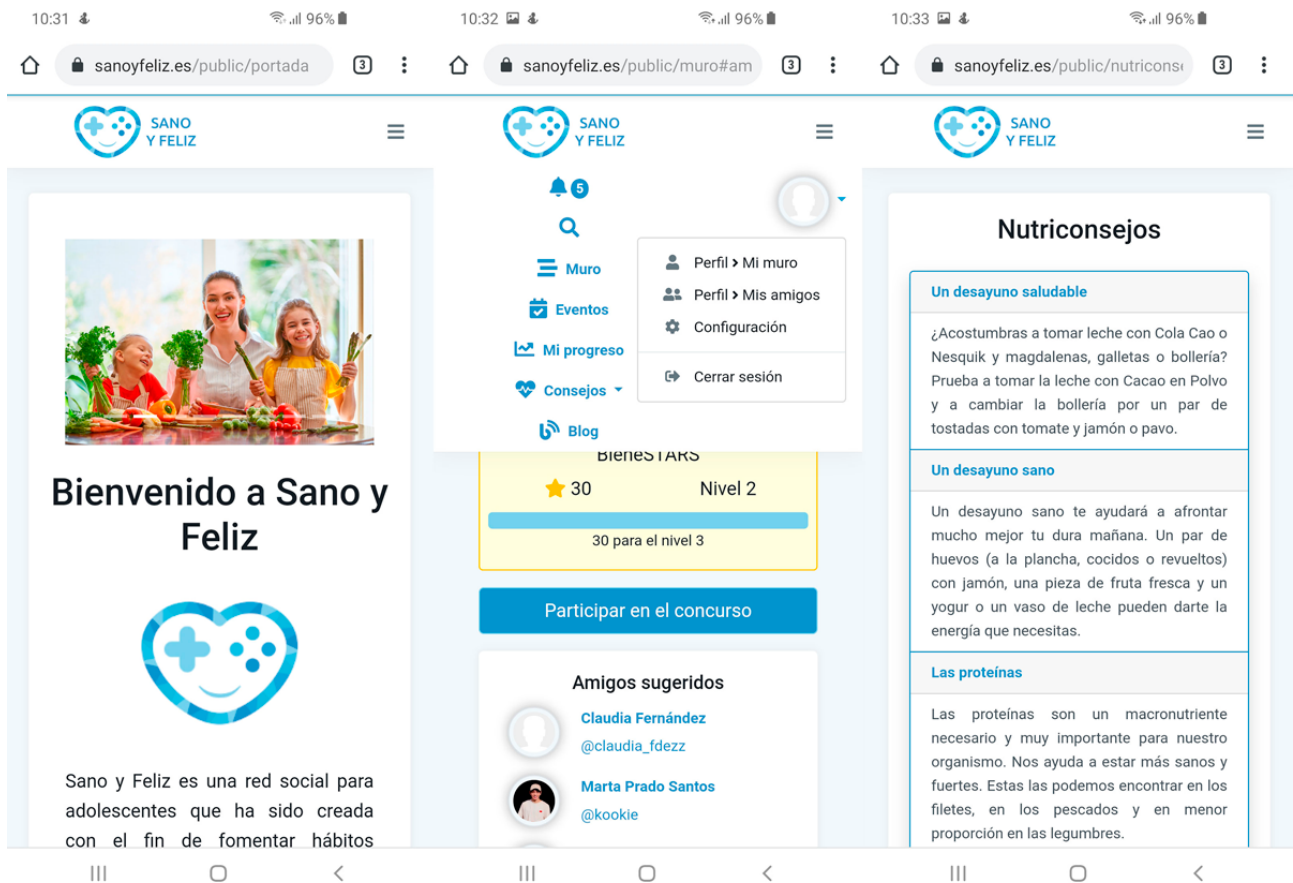 10:31
96%
sanoyfeliz.es/public/portada
3
SANO
Y FELIZ
Bienvenido a Sano y
Feliz
Sano y Feliz es una red social para
adolescentes que ha sido creada
con el fin de fomentar hábitos
10:32
96%
sanoyfeliz.es/public/muro#am
3
SANO
Y FELIZ
5
Muro
Eventos
Mi progreso
Consejos
Blog
Perfil > Mi muro
Perfil > Mis amigos
Configuración
Cerrar sesión
BieneSTARS
30 Nivel 2
30 para el nivel 3
Participar en el concurso
Amigos sugeridos
Claudia Fernández
@claudia_fdezz
Marta Prado Santos
@kookie
10:33
96%
sanoyfeliz.es/public/nutricons
3
SANO
Y FELIZ
Nutriconsejos
Un desayuno saludable
¿Acostumbras a tomar leche con Cola Cao o
Nesquik y magdalenas, galletas o bollería?
Prueba a tomar la leche con Cacao en Polvo
y a cambiar la bollería por un par de
tostadas con tomate y jamón o pavo.
Un desayuno sano
Un desayuno sano te ayudará a afrontar
mucho mejor tu dura mañana. Un par de
huevos (a la plancha, cocidos o revueltos)
con jamón, una pieza de fruta fresca y un
yogur o un vaso de leche pueden darte la
energía que necesitas.
Las proteínas
Las proteínas son un macronutriente
necesario y muy importante para nuestro
organismo. Nos ayuda a estar más sanos y
fuertes. Estas las podemos encontrar en los
filetes, en los pescados y en menor
proporción en las legumbres.